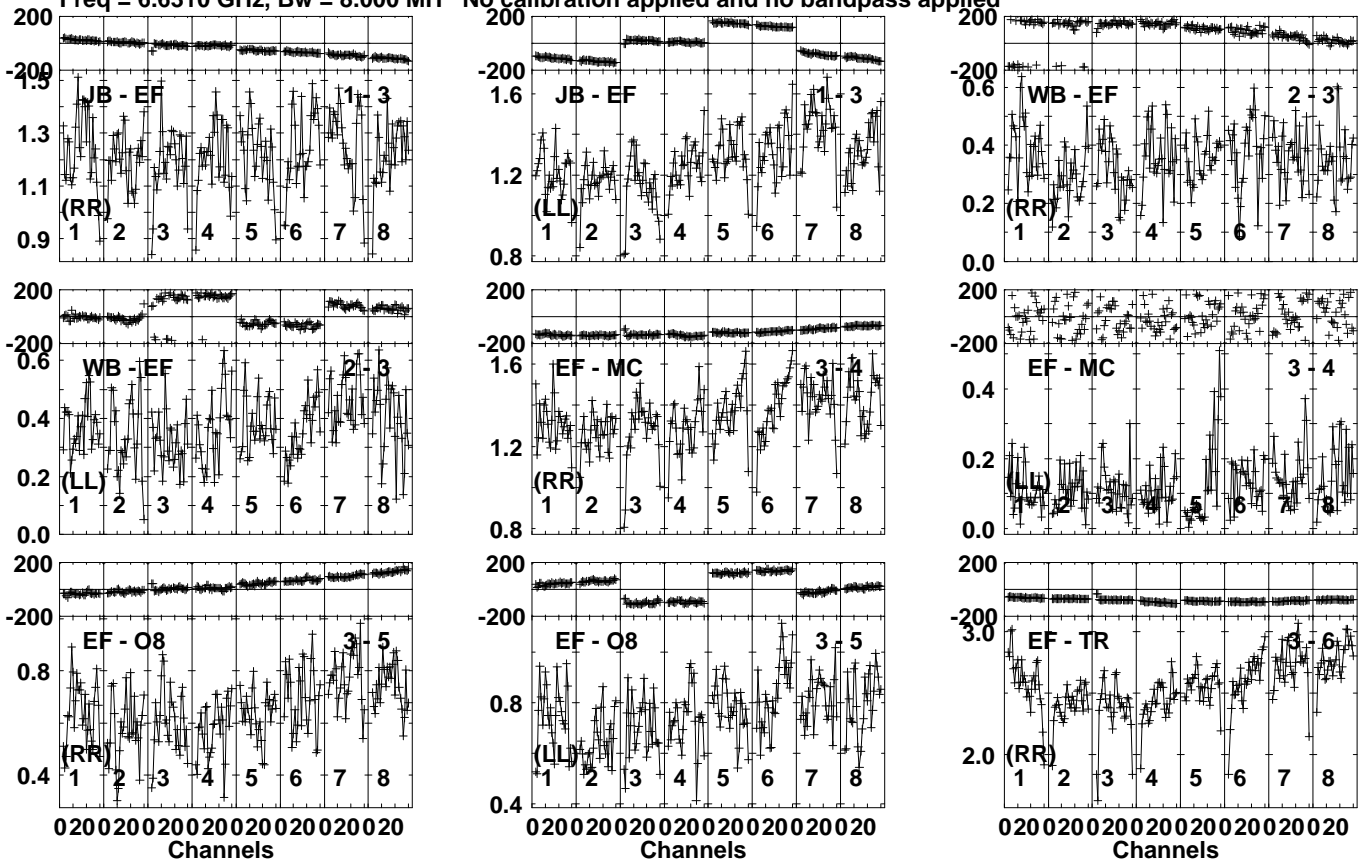 Freq = 6.6310 GHz, Bw = 8.000 MH No calibration applied and no bandpass applied
200
-200
1.5
1.3
1.1
0.9
JB - EF 1 - 3
(RR)
1 2 3 4 5 6 7 8
200
-200
1.6
1.2
0.8
JB - EF 1 - 3
(LL)
1 2 3 4 5 6 7 8
200
-200
0.6
0.4
0.2
0.0
WB - EF 2 - 3
(RR)
1 2 3 4 5 6 7 8
200
-200
0.6
0.4
0.2
0.0
WB - EF 2 - 3
(LL)
1 2 3 4 5 6 7 8
200
-200
1.6
1.2
0.8
EF - MC 3 - 4
(RR)
1 2 3 4 5 6 7 8
200
-200
0.4
0.2
0.0
EF - MC 3 - 4
(LL)
1 2 3 4 5 6 7 8
200
-200
0.8
0.4
EF - O8 3 - 5
(RR)
1 2 3 4 5 6 7 8
0 20 0 20 0 20 0 20 0 20 0 20 0 20 0 20
Channels
200
-200
0.8
0.4
EF - O8 3 - 5
(LL)
1 2 3 4 5 6 7 8
0 20 0 20 0 20 0 20 0 20 0 20 0 20 0 20
Channels
200
-200
3.0
2.0
EF - TR 3 - 6
(RR)
1 2 3 4 5 6 7 8
0 20 0 20 0 20 0 20 0 20 0 20 0 20 0 20
Channels